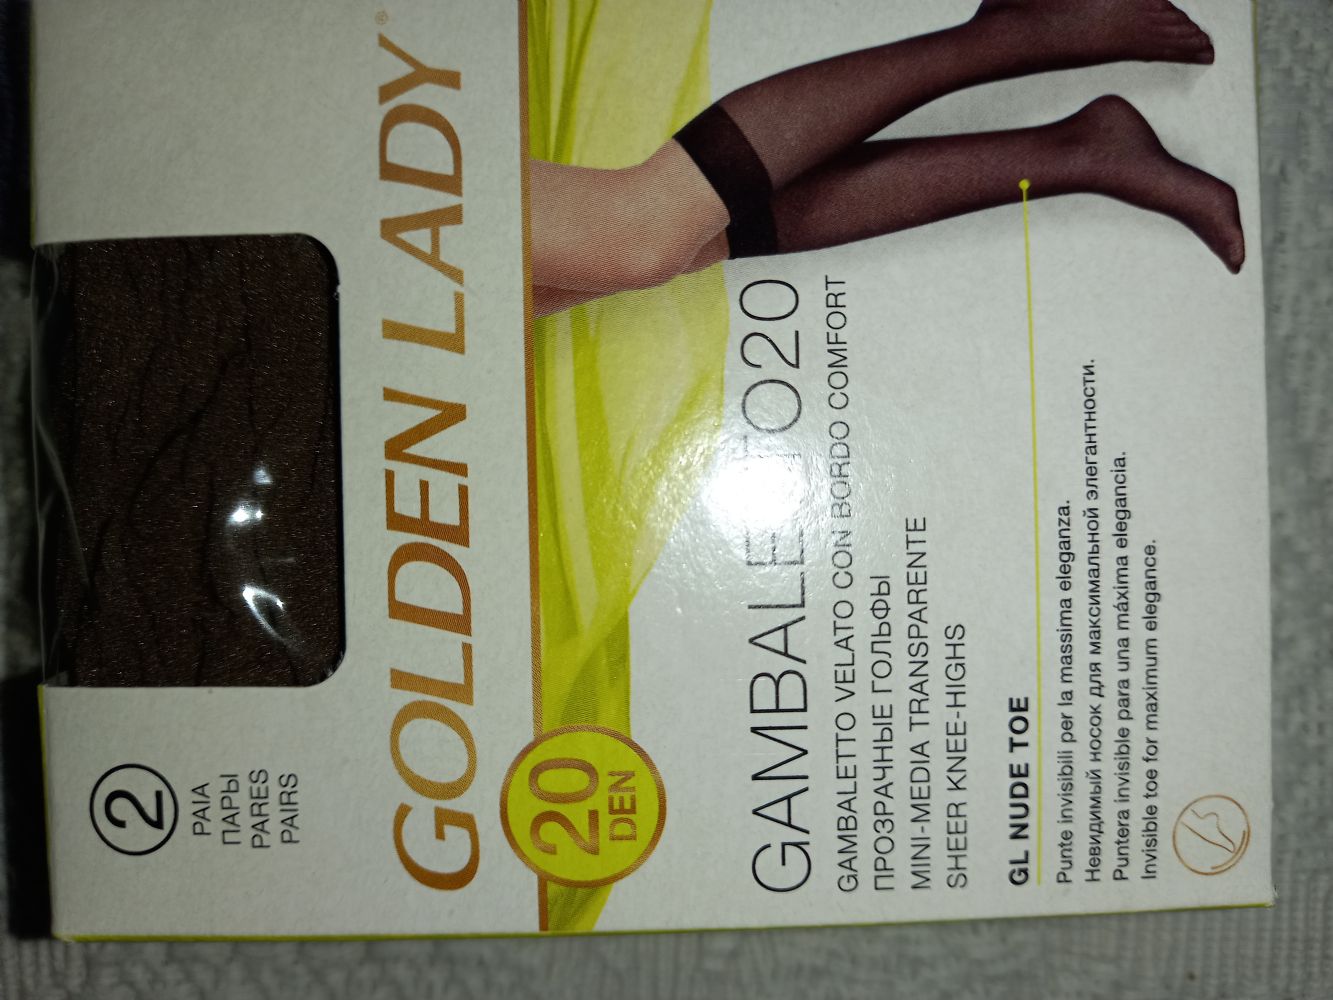 2
PAIA
ПАРЫ
PARES
PAIRS
GOLDEN LADY®
20
DEN
GAMBALETTO20
GAMBALETTO VELATO CON BORDO COMFORT
ПРОЗРАЧНЫЕ ГОЛЬФЫ
MINI-MEDIA TRANSPARENTE
SHEER KNEE-HIGHS
GL NUDE TOE
Punte invisibili per la massima eleganza.
Невидимый носок для максимальной элегантности.
Puntera invisible para una máxima elegancia.
Invisible toe for maximum elegance.